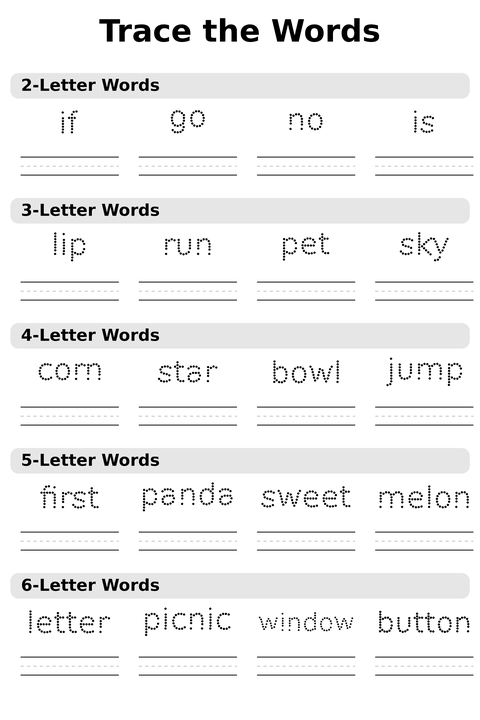 Trace the Words
2-Letter Words
if go no is
3-Letter Words
lip run pet sky
4-Letter Words
corn star bowl jump
5-Letter Words
first panda sweet melon
6-Letter Words
letter picnic window button